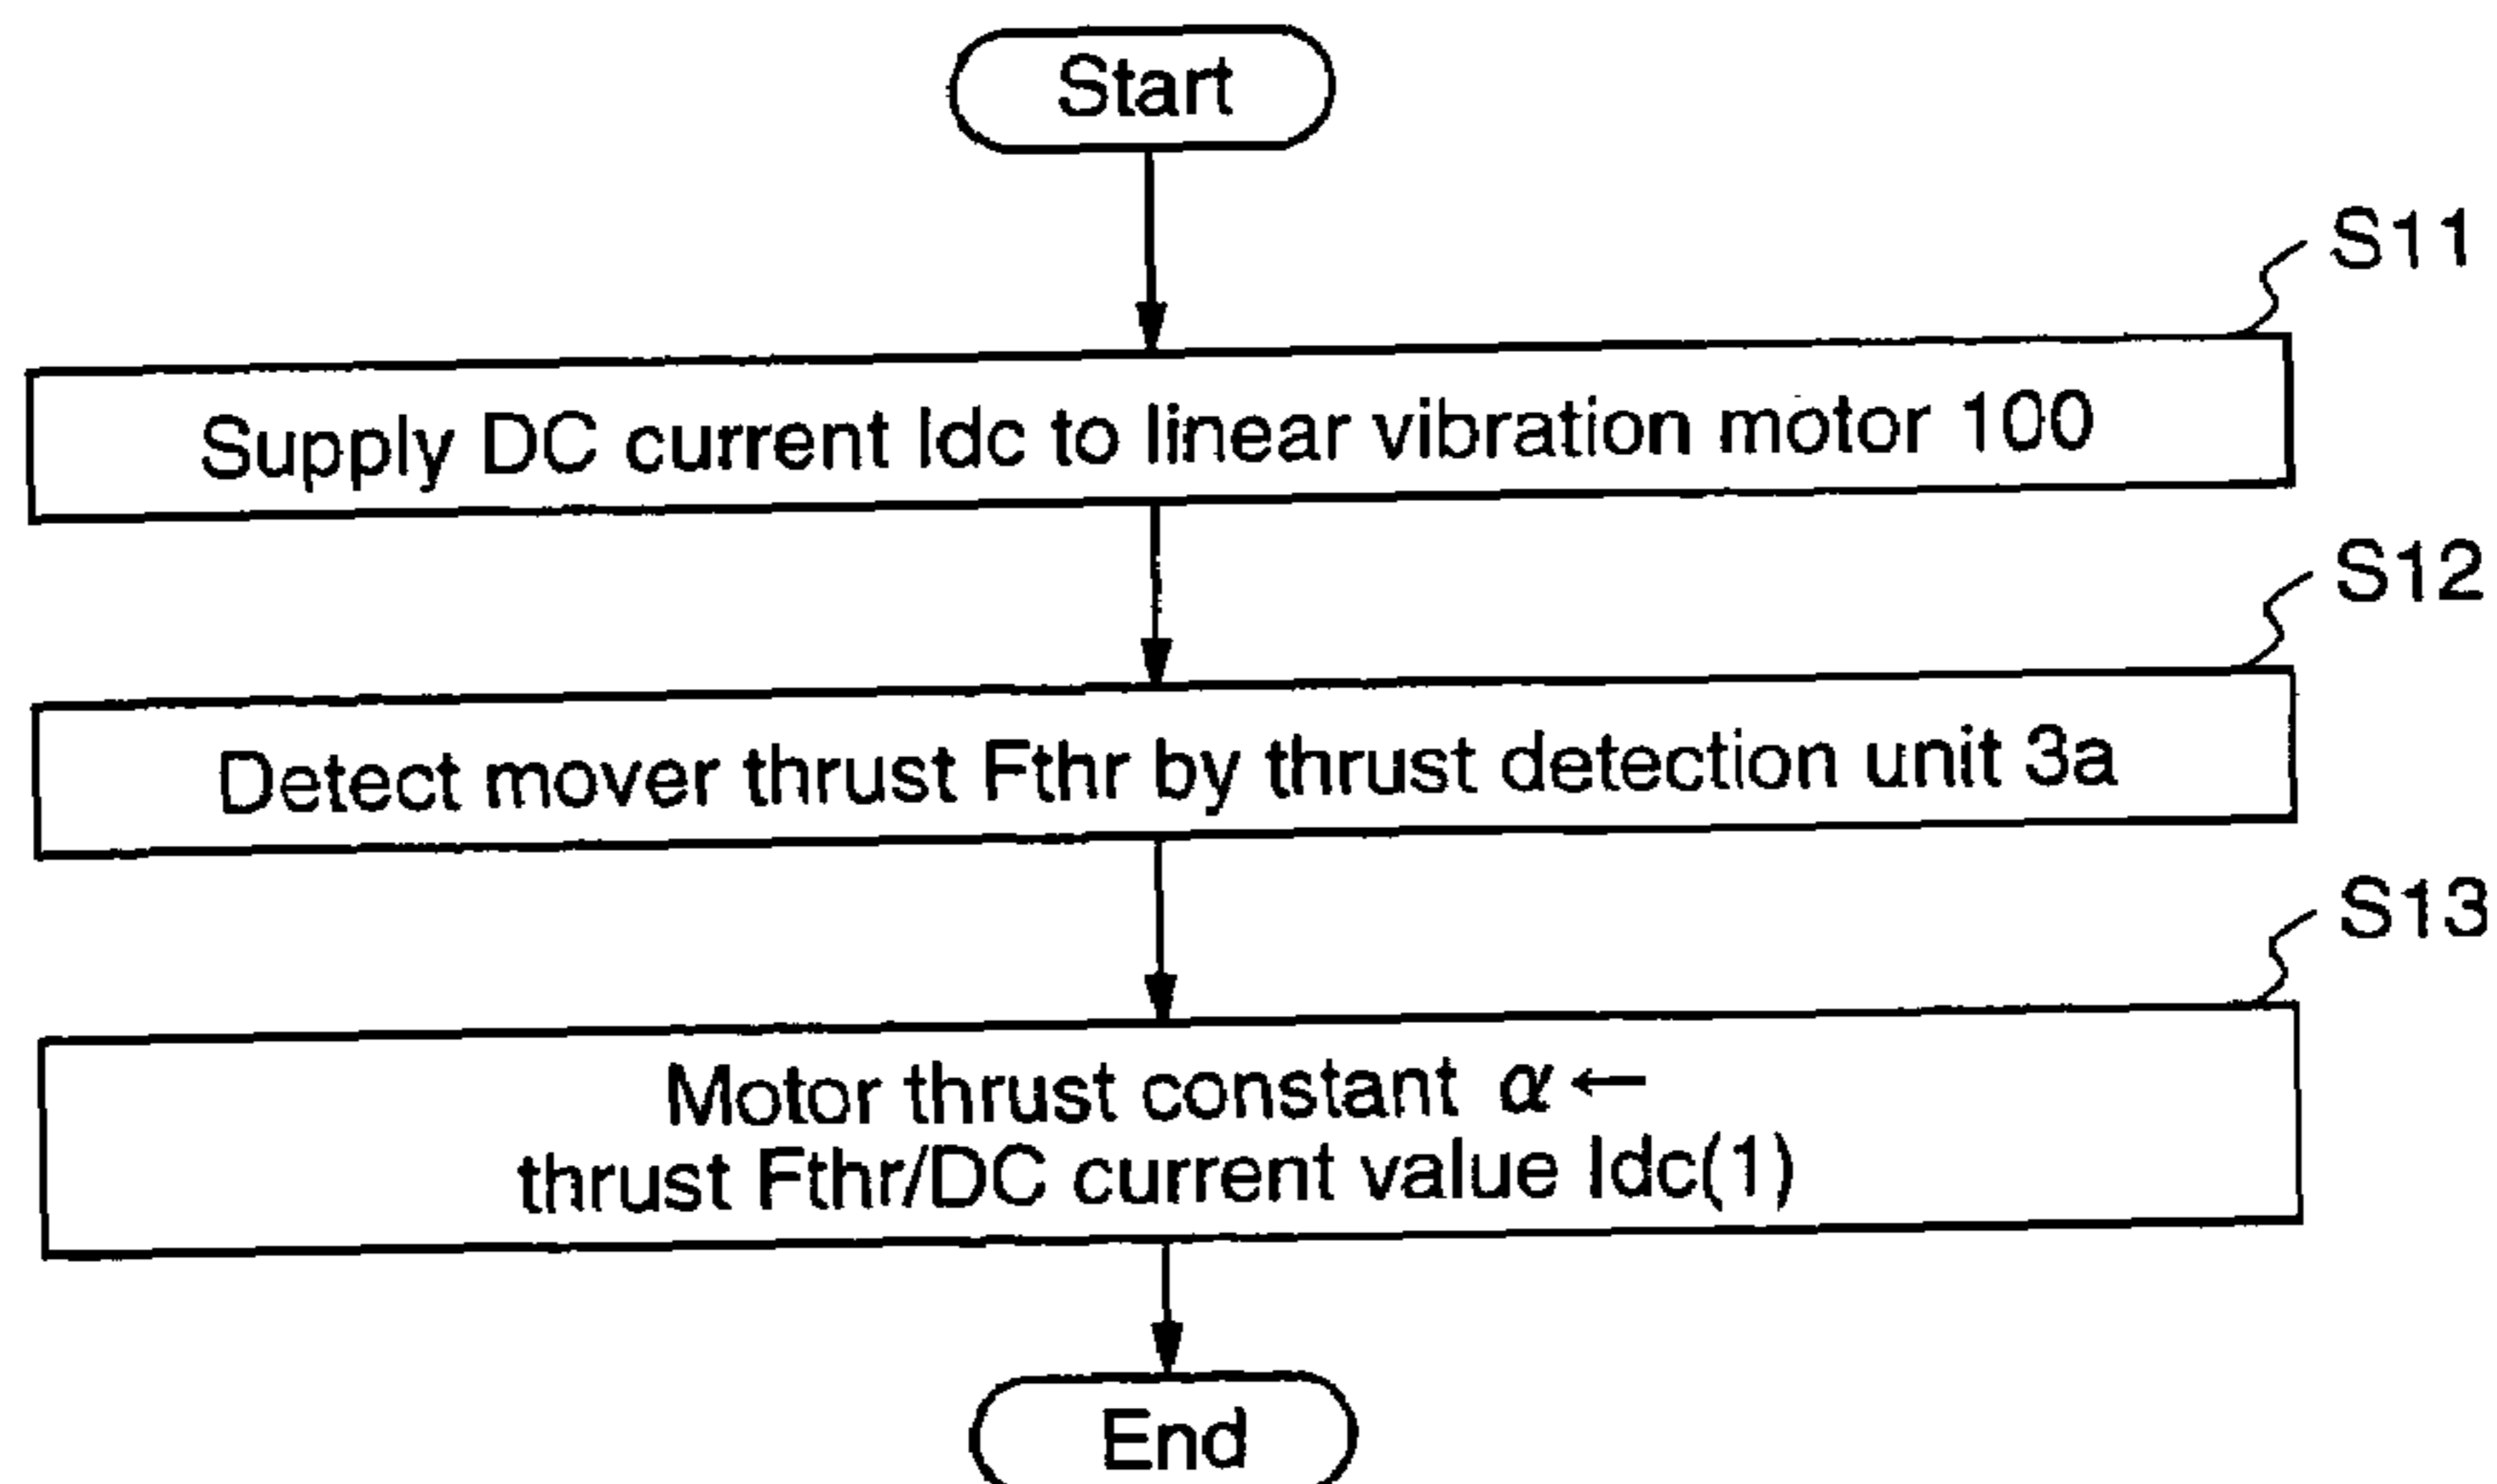 Start
S11
Supply DC current Idc to linear vibration motor 100
S12
Detect mover thrust Fthr by thrust detection unit 3a
S13
Motor thrust constant α ←
thrust Fthr/DC current value Idc(1)
End